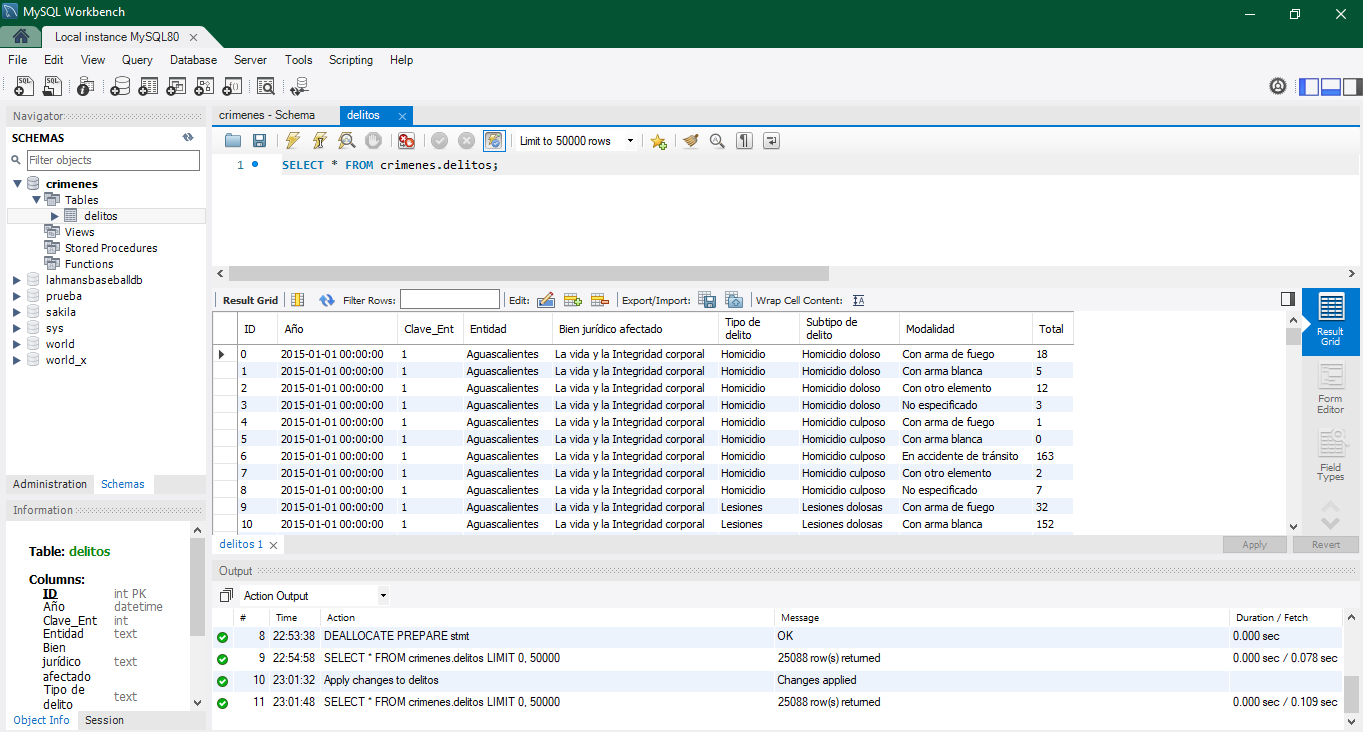 MySQL Workbench
Local instance MySQL80
File Edit View Query Database Server Tools Scripting Help
Navigator
SCHEMAS
Filter objects
crimenes
Tables
delitos
Views
Stored Procedures
Functions
lahmansbaseballdb
prueba
sakila
sys
world
world_x
Administration Schemas
Information
Table: delitos
Columns:
ID int PK
Año datetime
Clave_Ent int
Entidad text
Bien
jurídico text
afectado
Tipo de text
delito
Object Info Session
crimenes - Schema delitos
Limit to 50000 rows
1 SELECT * FROM crimenes.delitos;
Result Grid Filter Rows: Edit: Export/Import: Wrap Cell Content:
ID Año Clave_Ent Entidad Bien jurídico afectado Tipo de delito Subtipo de delito Modalidad Total
0 2015-01-01 00:00:00 1 Aguascalientes La vida y la Integridad corporal Homicidio Homicidio doloso Con arma de fuego 18
1 2015-01-01 00:00:00 1 Aguascalientes La vida y la Integridad corporal Homicidio Homicidio doloso Con arma blanca 5
2 2015-01-01 00:00:00 1 Aguascalientes La vida y la Integridad corporal Homicidio Homicidio doloso Con otro elemento 12
3 2015-01-01 00:00:00 1 Aguascalientes La vida y la Integridad corporal Homicidio Homicidio doloso No especificado 3
4 2015-01-01 00:00:00 1 Aguascalientes La vida y la Integridad corporal Homicidio Homicidio culposo Con arma de fuego 1
5 2015-01-01 00:00:00 1 Aguascalientes La vida y la Integridad corporal Homicidio Homicidio culposo Con arma blanca 0
6 2015-01-01 00:00:00 1 Aguascalientes La vida y la Integridad corporal Homicidio Homicidio culposo En accidente de tránsito 163
7 2015-01-01 00:00:00 1 Aguascalientes La vida y la Integridad corporal Homicidio Homicidio culposo Con otro elemento 2
8 2015-01-01 00:00:00 1 Aguascalientes La vida y la Integridad corporal Homicidio Homicidio culposo No especificado 7
9 2015-01-01 00:00:00 1 Aguascalientes La vida y la Integridad corporal Lesiones Lesiones dolosas Con arma de fuego 32
10 2015-01-01 00:00:00 1 Aguascalientes La vida y la Integridad corporal Lesiones Lesiones dolosas Con arma blanca 152
Result
Grid
Form
Editor
Field
Types
delitos 1 Apply Revert
Output
Action Output
# Time Action Message Duration / Fetch
8 22:53:38 DEALLOCATE PREPARE stmt OK 0.000 sec
9 22:54:58 SELECT * FROM crimenes.delitos LIMIT 0, 50000 25088 row(s) returned 0.000 sec / 0.078 sec
10 23:01:32 Apply changes to delitos Changes applied
11 23:01:48 SELECT * FROM crimenes.delitos LIMIT 0, 50000 25088 row(s) returned 0.000 sec / 0.109 sec